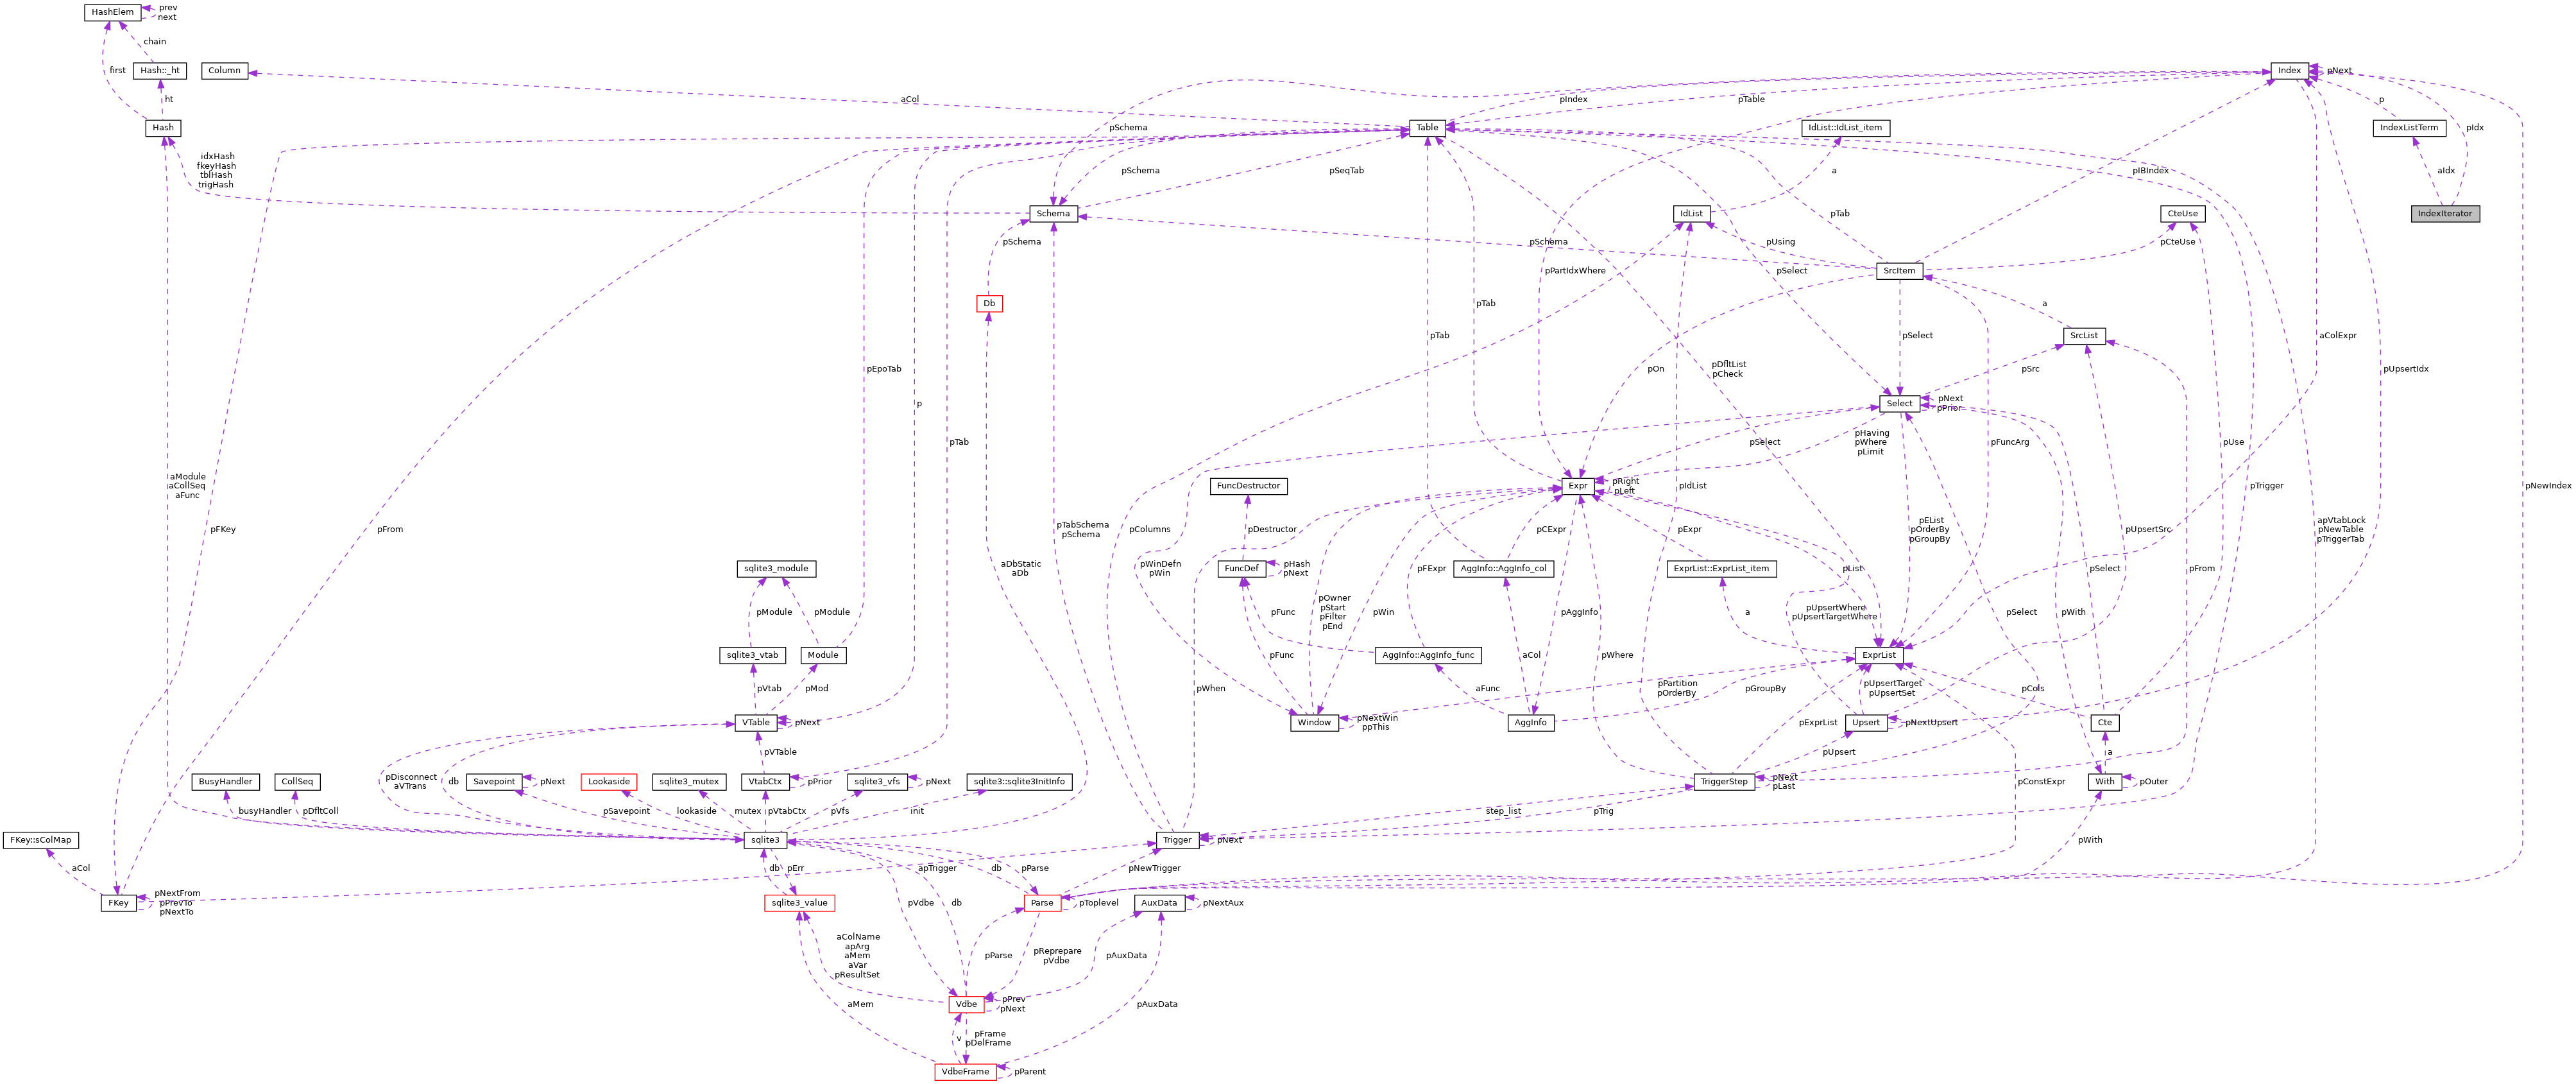 HashElem
prev
next
chain
first
Hash::_ht
Column
Index
pNext
ht
aCol
pIndex
pTable
p
pIdx
Hash
pSchema
Table
IdList::IdList_item
IndexListTerm
idxHash
fkeyHash
tblHash
trigHash
pSchema
pSeqTab
a
pIBIndex
aIdx
Schema
IdList
pTab
CteUse
IndexIterator
pSchema
pSchema
pUsing
pCteUse
pPartIdxWhere
pSelect
SrcItem
Db
pTab
a
pTab
pSelect
SrcList
aColExpr
pEpoTab
pOn
pDfltList
pCheck
pSrc
pUpsertIdx
p
Select
pNext
pPrior
pTab
pSelect
pHaving
pWhere
pLimit
pFuncArg
pUse
aModule
aCollSeq
aFunc
FuncDestructor
Expr
pRight
pLeft
pIdList
pTrigger
pNewIndex
pFKey
pFrom
pTabSchema
pSchema
pColumns
pDestructor
pCExpr
pExpr
pEList
pOrderBy
pGroupBy
pUpsertSrc
apVtabLock
pNewTable
pTriggerTab
sqlite3_module
aDbStatic
aDb
pWinDefn
pWin
FuncDef
pHash
pNext
pFExpr
AggInfo::AggInfo_col
ExprList::ExprList_item
pList
pSelect
pFrom
pModule
pModule
pFunc
pOwner
pStart
pFilter
pEnd
pWin
pAggInfo
a
pUpsertWhere
pUpsertTargetWhere
pSelect
pWith
sqlite3_vtab
Module
pFunc
AggInfo::AggInfo_func
aCol
pWhere
ExprList
pVtab
pMod
pWhen
aFunc
pPartition
pOrderBy
pGroupBy
pUpsertTarget
pUpsertSet
pCols
VTable
pNext
Window
pNextWin
ppThis
AggInfo
pExprList
Upsert
pNextUpsert
Cte
pVTable
pUpsert
a
pDisconnect
aVTrans
db
BusyHandler
CollSeq
Savepoint
pNext
Lookaside
sqlite3_mutex
VtabCtx
pPrior
sqlite3_vfs
pNext
sqlite3::sqlite3InitInfo
TriggerStep
pNext
pLast
pConstExpr
With
pOuter
busyHandler
pDfltColl
pSavepoint
lookaside
mutex
pVtabCtx
pVfs
init
step_list
pTrig
FKey::sColMap
sqlite3
Trigger
pNext
pWith
aCol
db
pErr
apTrigger
db
pParse
pNewTrigger
FKey
pNextFrom
pPrevTo
pNextTo
sqlite3_value
pVdbe
db
Parse
pToplevel
AuxData
pNextAux
aColName
apArg
aMem
aVar
pResultSet
pParse
pReprepare
pVdbe
pAuxData
aMem
Vdbe
pPrev
pNext
pAuxData
v
pFrame
pDelFrame
VdbeFrame
pParent